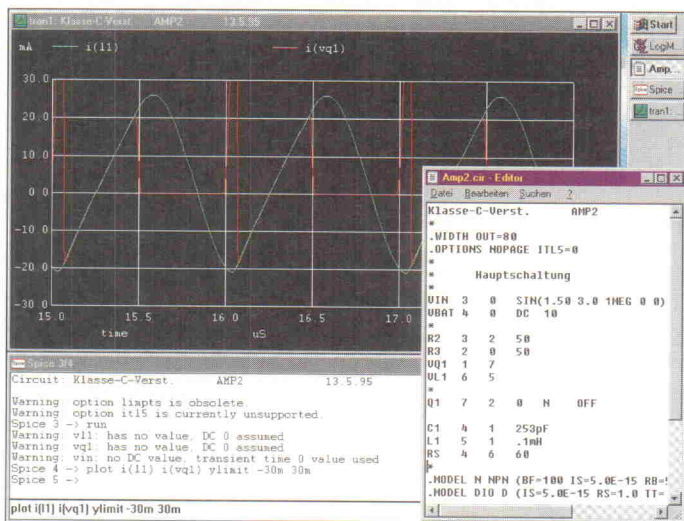 tran1: Klasse-C-Verst. AMP2 13.5.95
mA i(l1) i(vq1)
30.0
20.0
10.0
0.0
-10.0
-20.0
-30.0
15.0 15.5 16.0 16.5 17.0
time uS
Start
LogiM...
Amp...
Spice
tran1: ...
Amp2.cir - Editor
Datei Bearbeiten Suchen ?
Klasse-C-Verst. AMP2
*
.WIDTH OUT=80
.OPTIONS NOPAGE ITL5=0
*
* Hauptschaltung
*
VIN 3 0 SIN(1.50 3.0 1MEG 0 0)
VBAT 4 0 DC 10
*
R2 3 2 50
R3 2 0 50
VQ1 1 7
VL1 6 5
*
Q1 7 2 0 N OFF
C1 4 1 253pF
L1 5 1 .1mH
RS 4 6 60
*
.MODEL N NPN (BF=100 IS=5.0E-15 RB=
.MODEL DIO D (IS=5.0E-15 RS=1.0 TT=
Spice 3f4
Circuit: Klasse-C-Verst. AMP2 13.5.95
Warning: option limpts is obsolete.
Warning: option itl5 is currently unsupported.
Spice 3 -> run
Warning: vl1: has no value, DC 0 assumed
Warning: vq1: has no value, DC 0 assumed
Warning: vin: no DC value, transient time 0 value used
Spice 4 -> plot i(l1) i(vq1) ylimit -30m 30m
Spice 5 ->
plot i(l1) i(vq1) ylimit -30m 30m